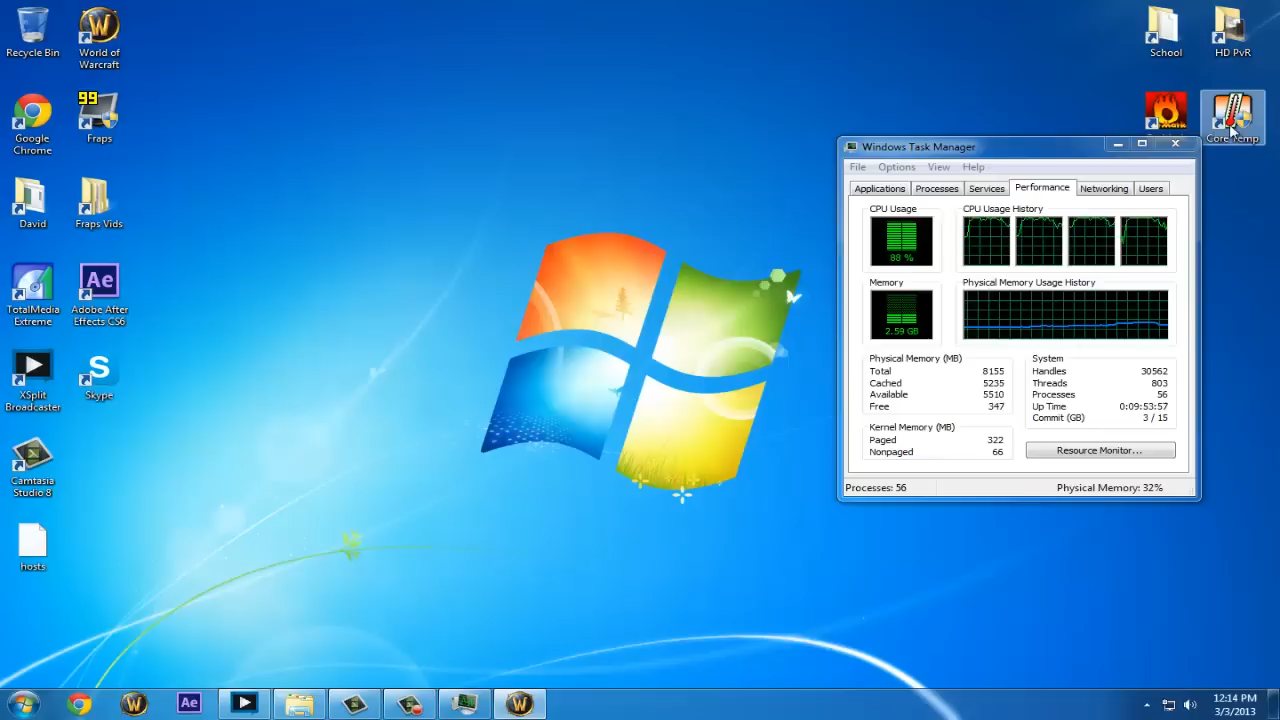 Recycle Bin
World of
Warcraft
Google
Chrome
99
Fraps
David
Fraps Vids
TotalMedia
Extreme
Ae
Adobe After
Effects CS6
XSplit
Broadcaster
S
Skype
Camtasia
Studio 8
hosts
School
HD PvR
Core Temp
Windows Task Manager
File Options View Help
Applications Processes Services Performance Networking Users
CPU Usage
88 %
CPU Usage History
Memory
2.59 GB
Physical Memory Usage History
Physical Memory (MB)
Total 8155
Cached 5235
Available 5510
Free 347
System
Handles 30562
Threads 803
Processes 56
Up Time 0:09:53:57
Commit (GB) 3 / 15
Kernel Memory (MB)
Paged 322
Nonpaged 66
Resource Monitor...
Processes: 56
Physical Memory: 32%
Ae
12:14 PM
3/3/2013